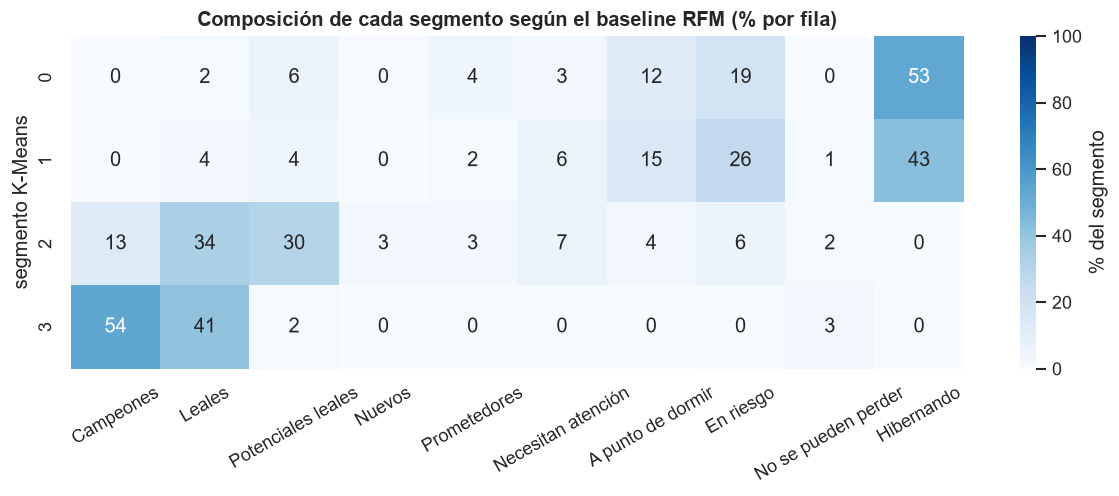 Composición de cada segmento según el baseline RFM (% por fila)
segmento K-Means
0 0 2 6 0 4 3 12 19 0 53
1 0 4 4 0 2 6 15 26 1 43
2 13 34 30 3 3 7 4 6 2 0
3 54 41 2 0 0 0 0 0 3 0
Campeones
Leales
Potenciales leales
Nuevos
Prometedores
Necesitan atención
A punto de dormir
En riesgo
No se pueden perder
Hibernando
100
80
60
40
20
0
% del segmento